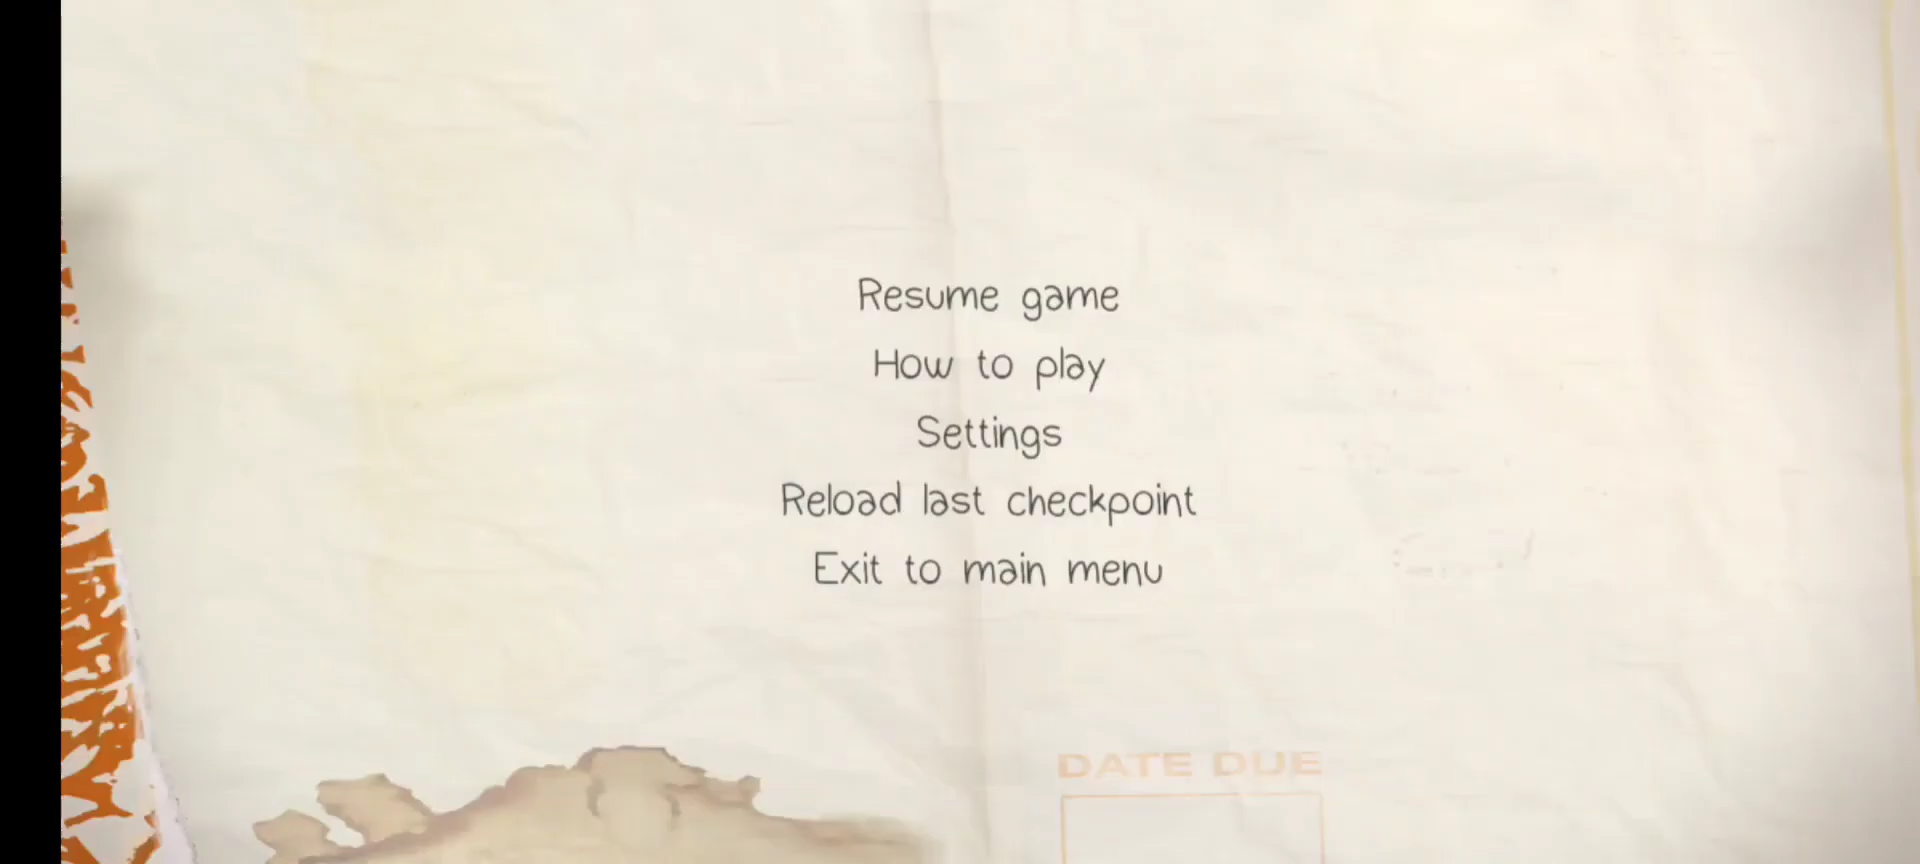 Resume game
How to play
Settings
Reload last checkpoint
Exit to main menu
DATE DUE